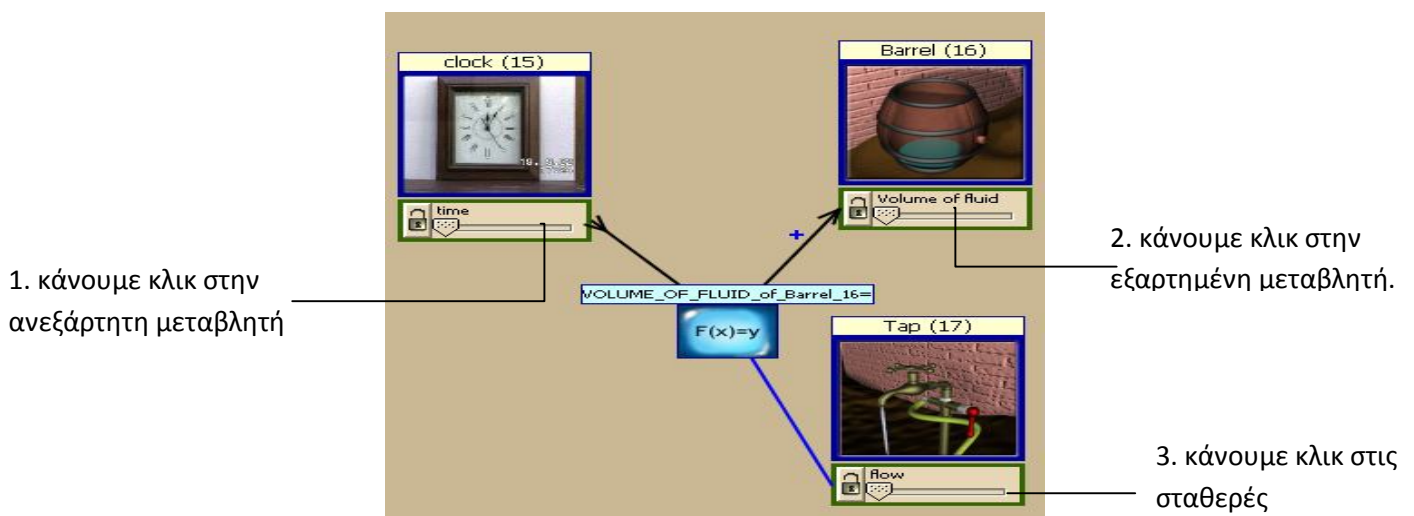 clock (15)
Barrel (16)
time
Volume of fluid
+
1. κάνουμε κλικ στην
ανεξάρτητη μεταβλητή
2. κάνουμε κλικ στην
εξαρτημένη μεταβλητή.
VOLUME_OF_FLUID_of_Barrel_16=
F(x)=y
Tap (17)
flow
3. κάνουμε κλικ στις
σταθερές